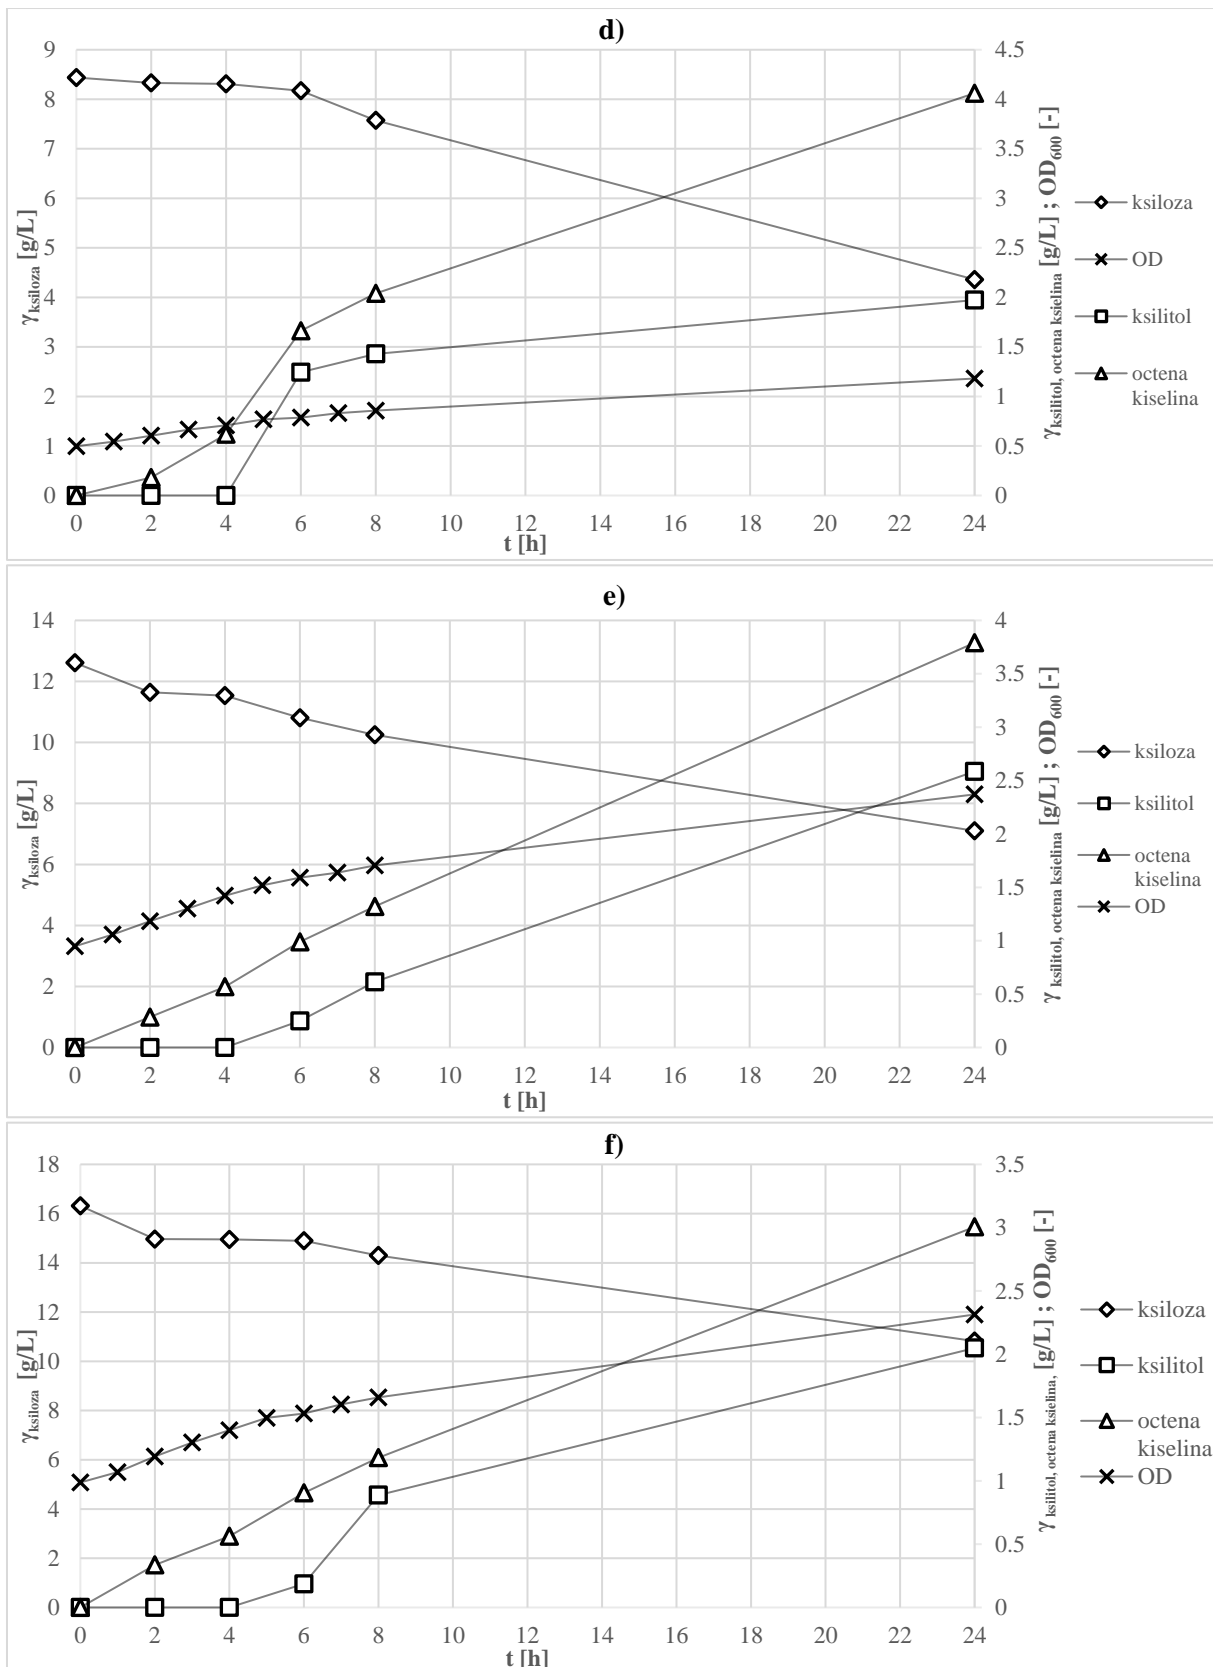 d)
9
8
7
6
5
4
3
2
1
0
γksiloza [g/L]
4.5
4
3.5
3
2.5
2
1.5
1
0.5
0
γksilitol, octena ksielina [g/L] ; OD600 [-]
0 2 4 6 8 10 12 14 16 18 20 22 24
t [h]
ksiloza
OD
ksilitol
octena
kiselina
e)
14
12
10
8
6
4
2
0
γksiloza [g/L]
4
3.5
3
2.5
2
1.5
1
0.5
0
γ ksilitol, octena ksielina [g/L] ; OD600 [-]
0 2 4 6 8 10 12 14 16 18 20 22 24
t [h]
ksiloza
ksilitol
octena
kiselina
OD
f)
18
16
14
12
10
8
6
4
2
0
γksiloza [g/L]
3.5
3
2.5
2
1.5
1
0.5
0
γ ksilitol, octena ksielina, [g/L] ; OD600 [-]
0 2 4 6 8 10 12 14 16 18 20 22 24
t [h]
ksiloza
ksilitol
octena
kiselina
OD